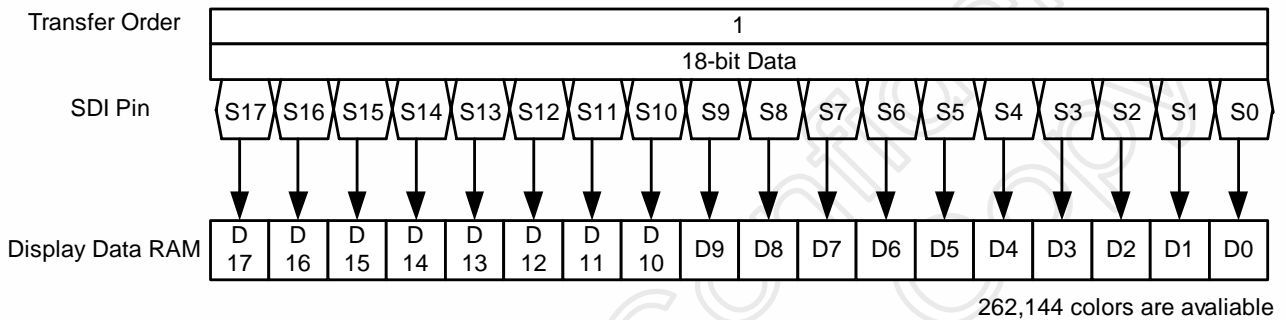 Transfer Order 1
18-bit Data
SDI Pin S17 S16 S15 S14 S13 S12 S11 S10 S9 S8 S7 S6 S5 S4 S3 S2 S1 S0
Display Data RAM D 17 D 16 D 15 D 14 D 13 D 12 D 11 D 10 D9 D8 D7 D6 D5 D4 D3 D2 D1 D0
262,144 colors are avaliable
Confidential
Copy